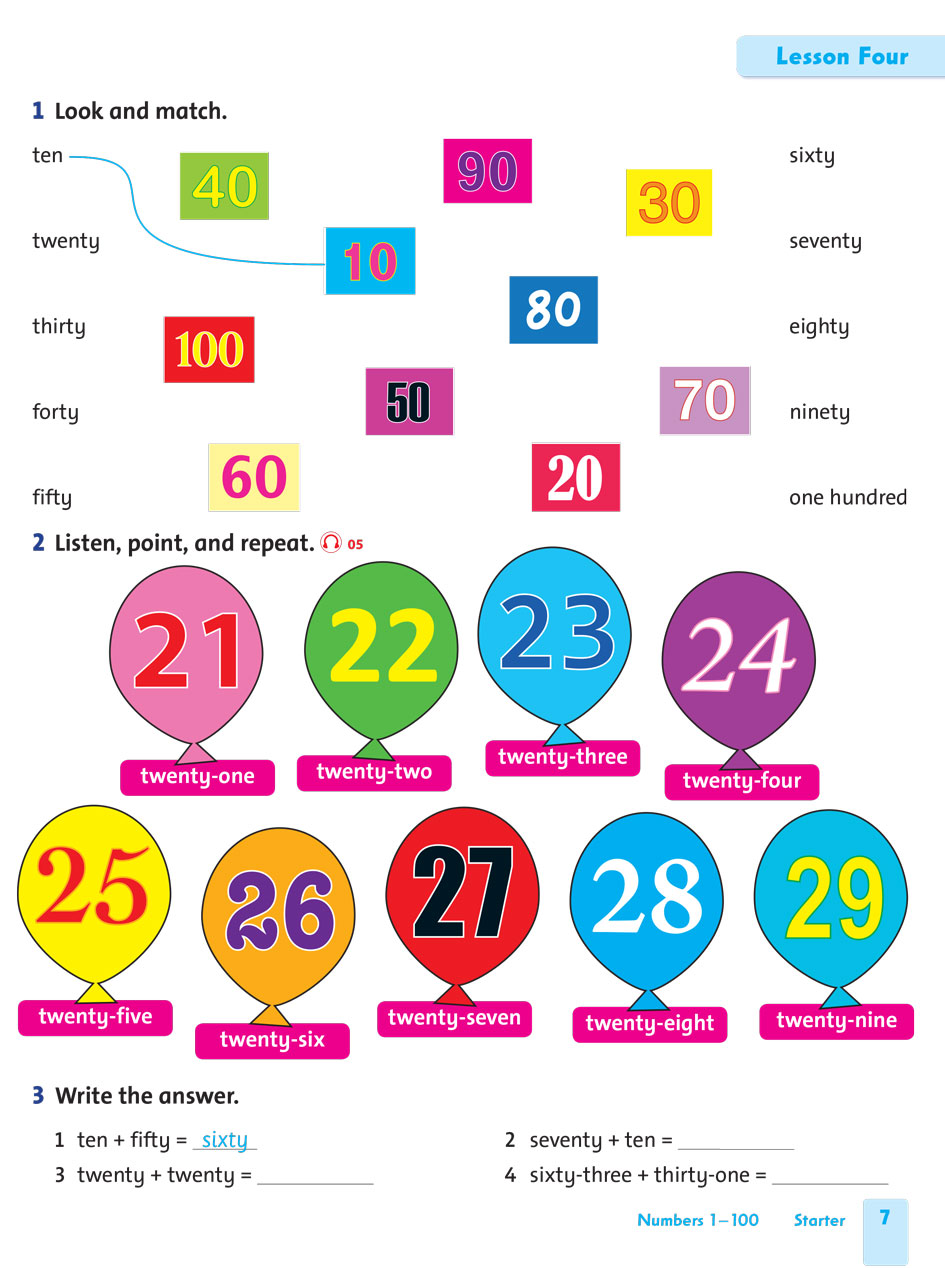 Lesson Four
1 Look and match.
ten
40
90
30
sixty
twenty
10
seventy
thirty
100
80
eighty
forty
50
70
ninety
fifty
60
20
one hundred
2 Listen, point, and repeat. 05
21
22
23
24
twenty-one
twenty-two
twenty-three
twenty-four
25
26
27
28
29
twenty-five
twenty-six
twenty-seven
twenty-eight
twenty-nine
3 Write the answer.
1 ten + fifty = sixty
2 seventy + ten = ____________
3 twenty + twenty = ____________
4 sixty-three + thirty-one = ____________
Numbers 1–100 Starter 7